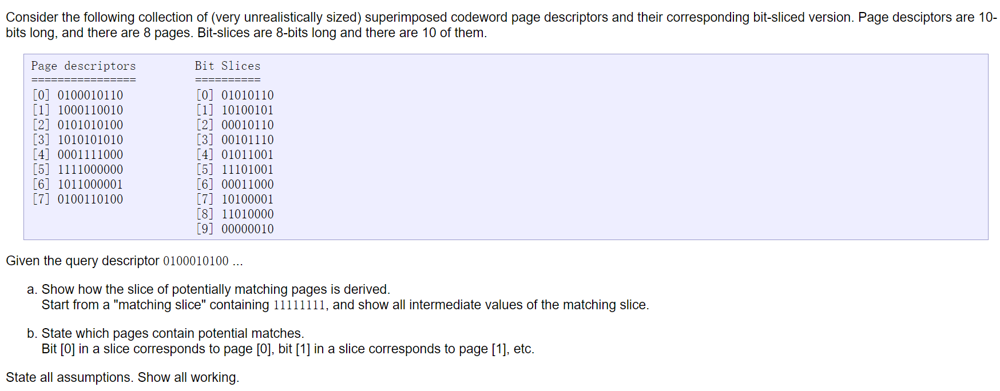 Consider the following collection of (very unrealistically sized) superimposed codeword page descriptors and their corresponding bit-sliced version. Page desciptors are 10-
bits long, and there are 8 pages. Bit-slices are 8-bits long and there are 10 of them.
Page descriptors Bit Slices
================ ==========
[0] 0100010110 [0] 01010110
[1] 1000110010 [1] 10100101
[2] 0101010100 [2] 00010110
[3] 1010101010 [3] 00101110
[4] 0001111000 [4] 01011001
[5] 1111000000 [5] 11101001
[6] 1011000001 [6] 00011000
[7] 0100110100 [7] 10100001
[8] 11010000
[9] 00000010
Given the query descriptor 0100010100 ...
a. Show how the slice of potentially matching pages is derived.
Start from a "matching slice" containing 11111111, and show all intermediate values of the matching slice.
b. State which pages contain potential matches.
Bit [0] in a slice corresponds to page [0], bit [1] in a slice corresponds to page [1], etc.
State all assumptions. Show all working.